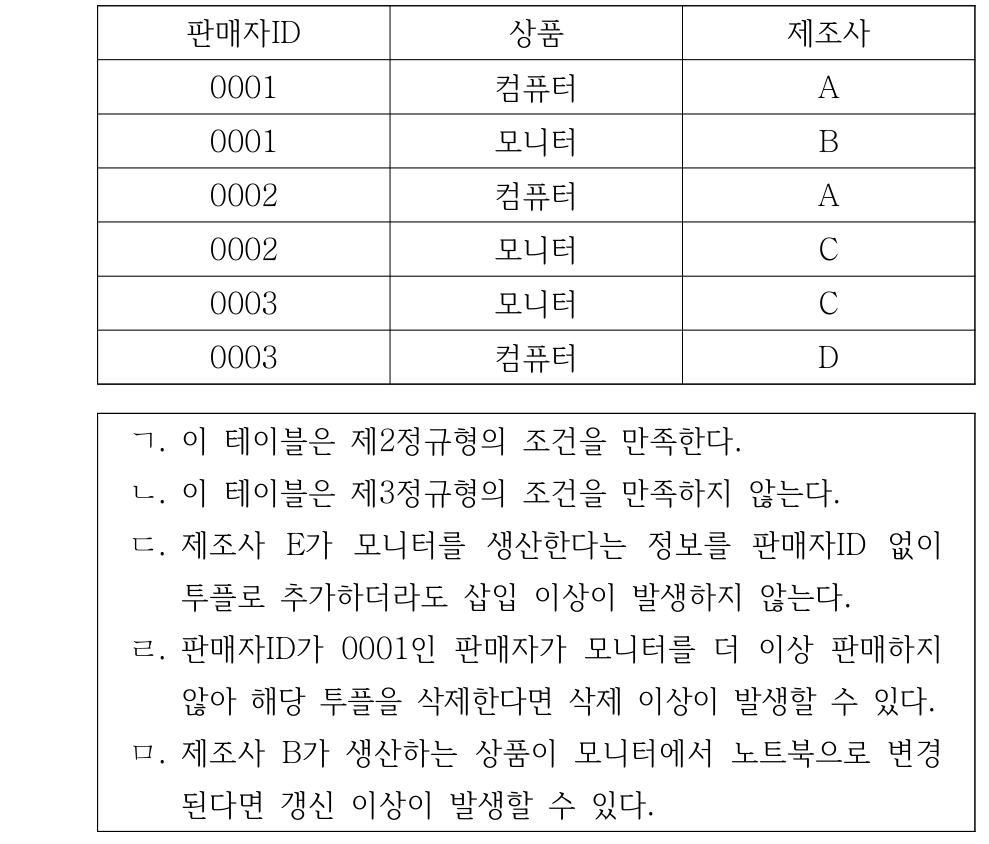 판매자ID 상품 제조사
0001 컴퓨터 A
0001 모니터 B
0002 컴퓨터 A
0002 모니터 C
0003 모니터 C
0003 컴퓨터 D
ㄱ. 이 테이블은 제2정규형의 조건을 만족한다.
ㄴ. 이 테이블은 제3정규형의 조건을 만족하지 않는다.
ㄷ. 제조사 E가 모니터를 생산한다는 정보를 판매자ID 없이
투플로 추가하더라도 삽입 이상이 발생하지 않는다.
ㄹ. 판매자ID가 0001인 판매자가 모니터를 더 이상 판매하지
않아 해당 투플을 삭제한다면 삭제 이상이 발생할 수 있다.
ㅁ. 제조사 B가 생산하는 상품이 모니터에서 노트북으로 변경
된다면 갱신 이상이 발생할 수 있다.